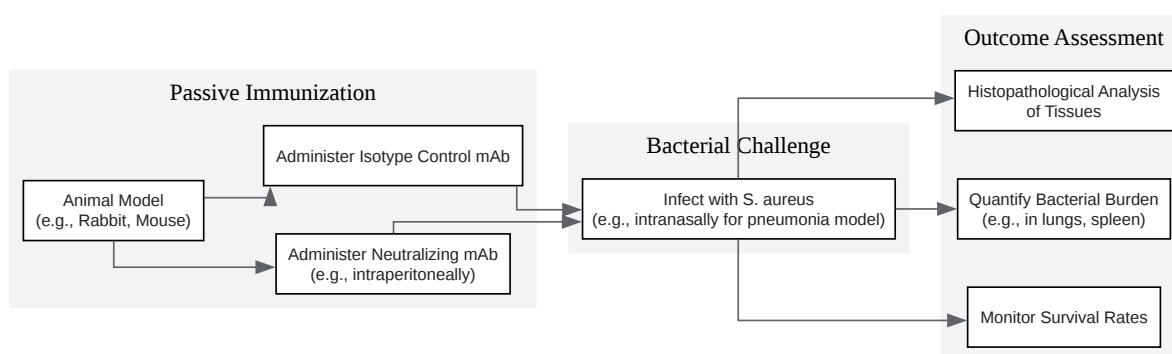 Passive Immunization
Animal Model
(e.g., Rabbit, Mouse)
Administer Isotype Control mAb
Administer Neutralizing mAb
(e.g., intraperitoneally)
Bacterial Challenge
Infect with S. aureus
(e.g., intranasally for pneumonia model)
Outcome Assessment
Histopathological Analysis
of Tissues
Quantify Bacterial Burden
(e.g., in lungs, spleen)
Monitor Survival Rates